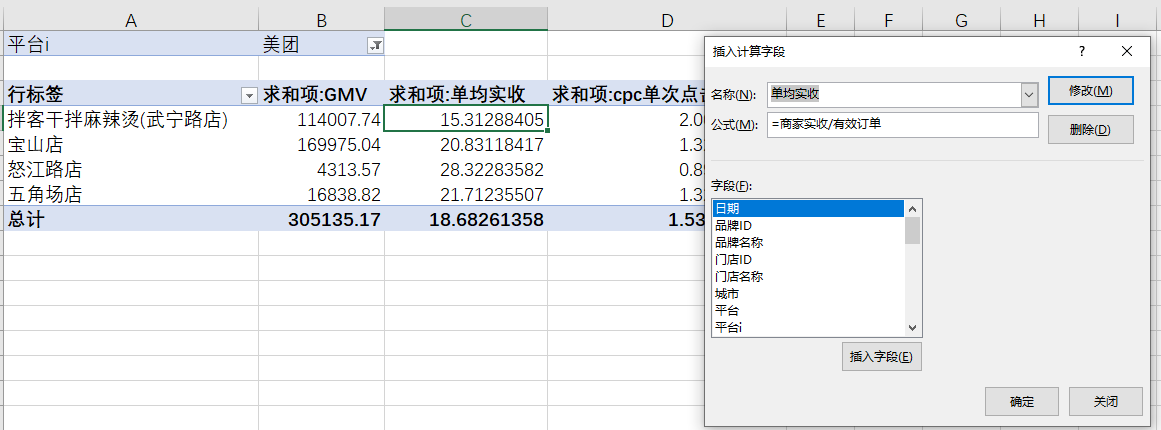 A B C D E F G H I
平台i 美团
行标签 求和项:GMV 求和项:单均实收 求和项:cpc单次点
拌客干拌麻辣烫(武宁路店) 114007.74 15.31288405 2.0
宝山店 169975.04 20.83118417 1.3
怒江路店 4313.57 28.32283582 0.8
五角场店 16838.82 21.71235507 1.3
总计 305135.17 18.68261358 1.53
插入计算字段 ?
名称(N): 单均实收 修改(M)
公式(M): =商家实收/有效订单 删除(D)
字段(F):
日期
品牌ID
品牌名称
门店ID
门店名称
城市
平台
平台i
插入字段(E)
确定 关闭